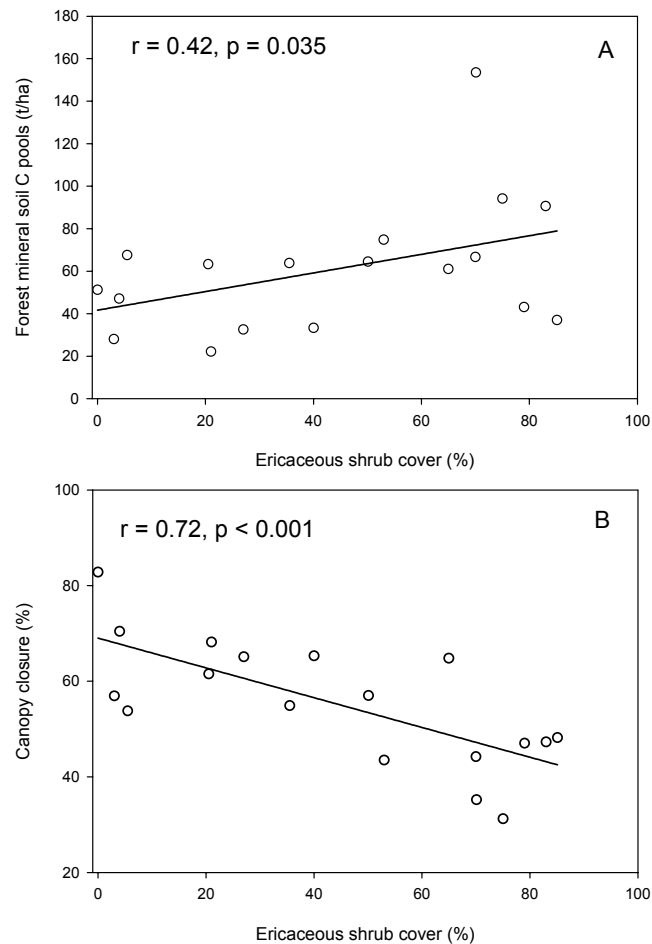 180
r = 0.42, p = 0.035
A
160
140
120
100
80
60
40
20
0
Forest mineral soil C pools (t/ha)
0 20 40 60 80 100
Ericaceous shrub cover (%)
100
r = 0.72, p < 0.001
B
80
60
40
20
Canopy closure (%)
0 20 40 60 80 100
Ericaceous shrub cover (%)